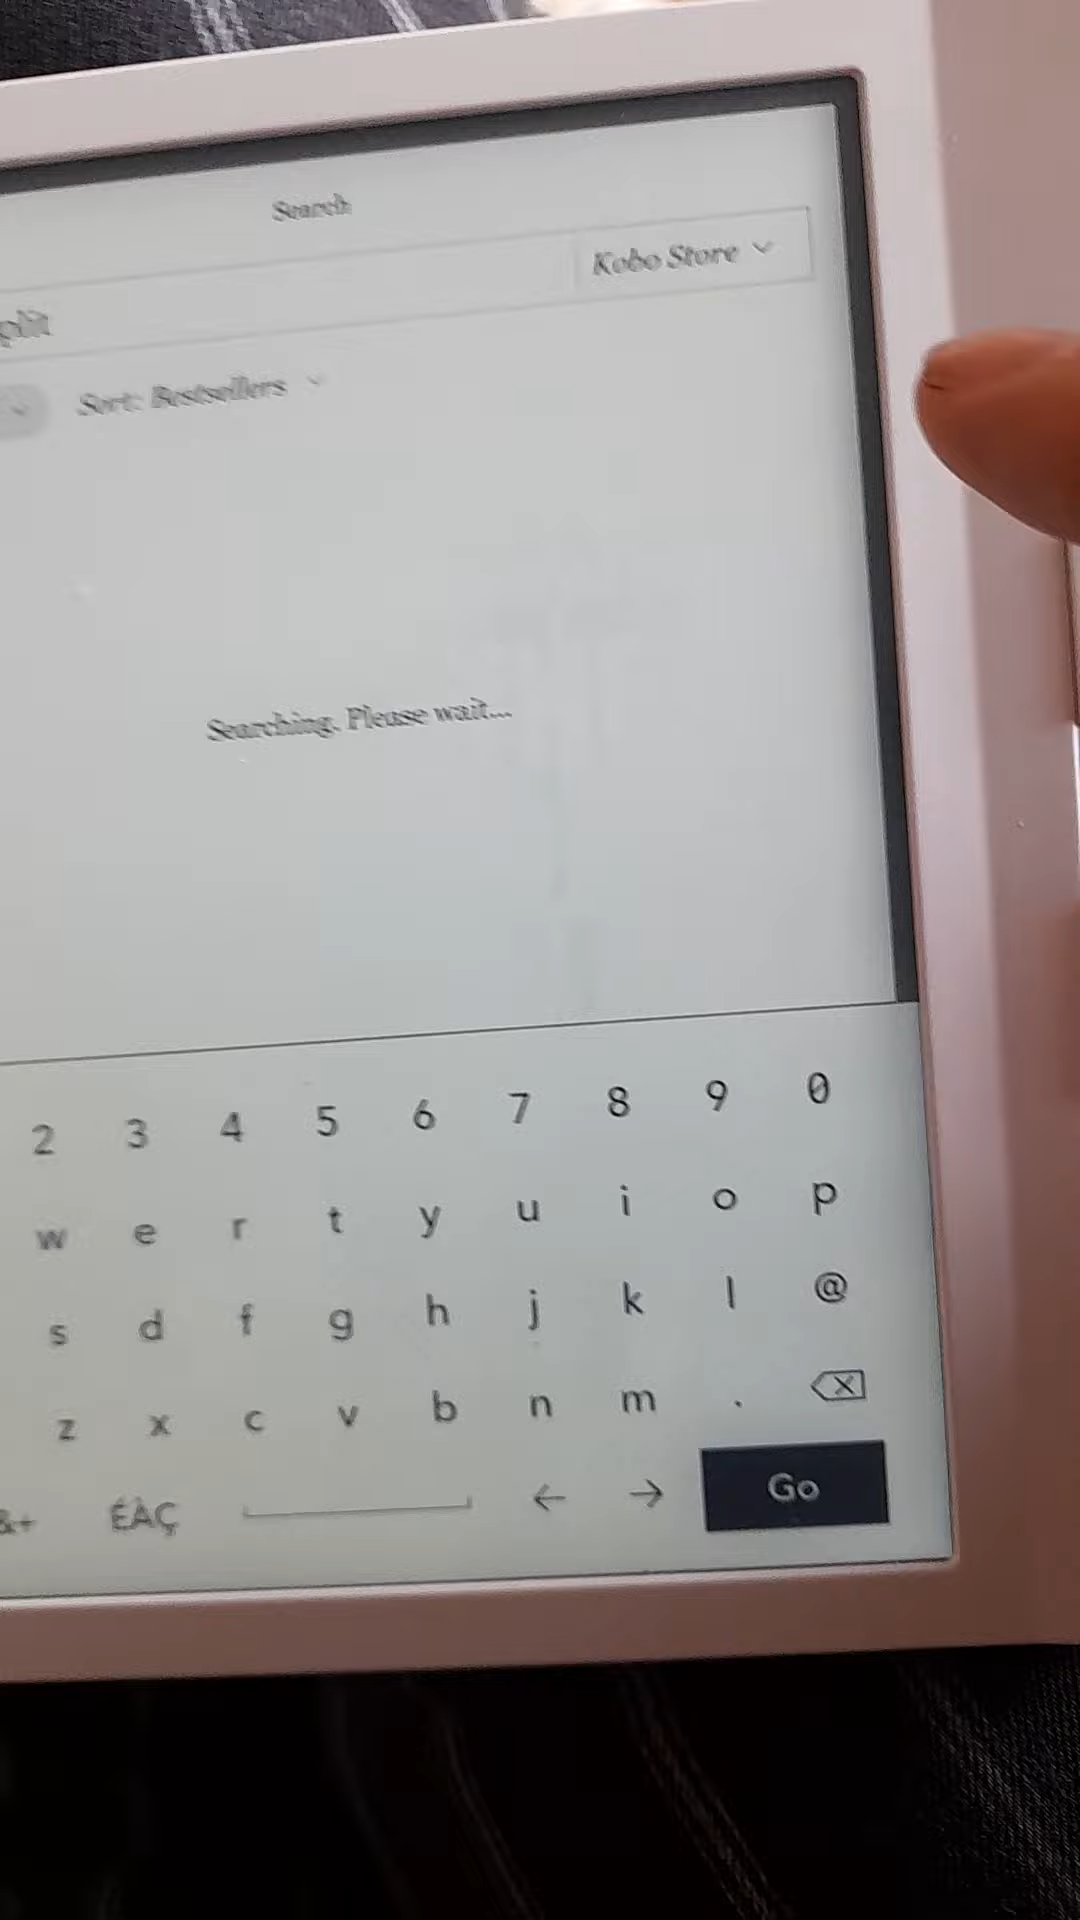 Search
Kobo Store
plit
Sort: Bestsellers
Searching. Please wait...
2 3 4 5 6 7 8 9 0
w e r t y u i o p
s d f g h j k l @
z x c v b n m .
&+ ÉÀÇ ← → Go